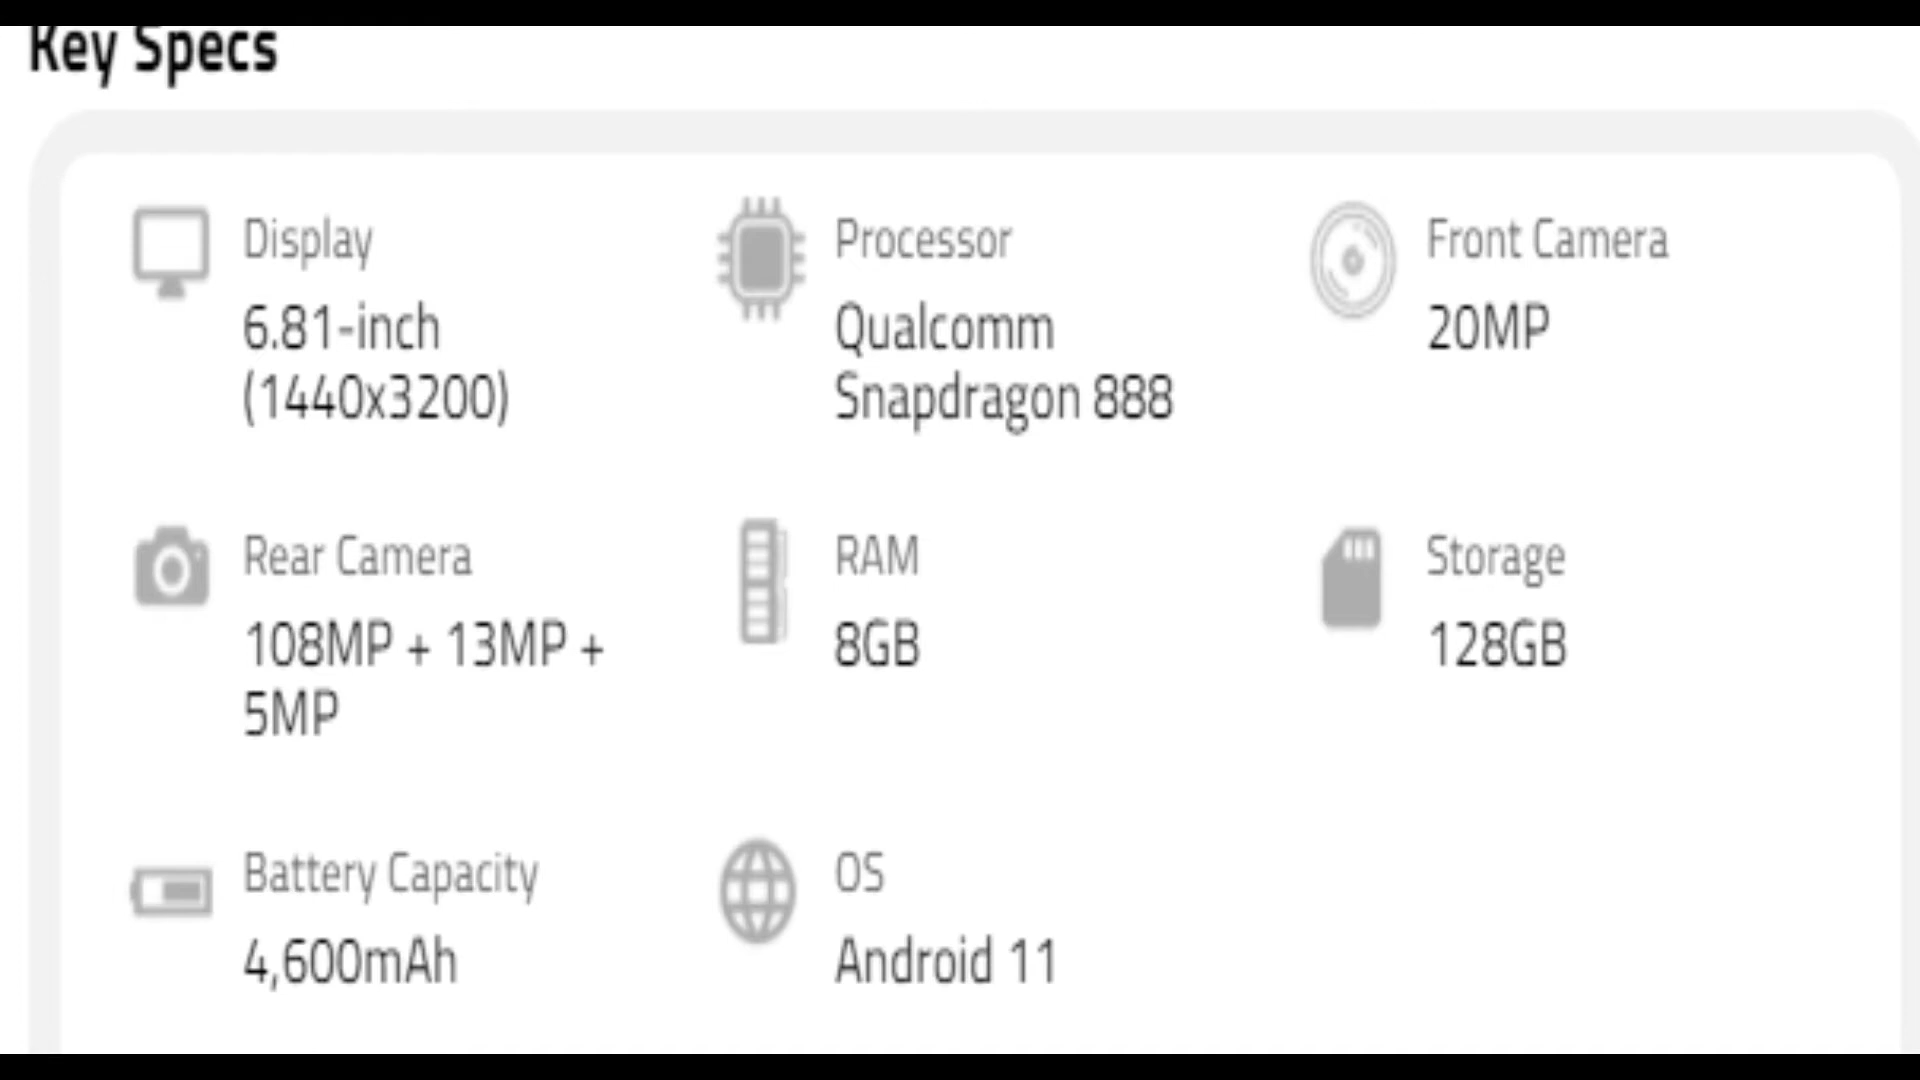 Key Specs
Display
6.81-inch
(1440x3200)
Processor
Qualcomm
Snapdragon 888
Front Camera
20MP
Rear Camera
108MP + 13MP +
5MP
RAM
8GB
Storage
128GB
Battery Capacity
4,600mAh
OS
Android 11